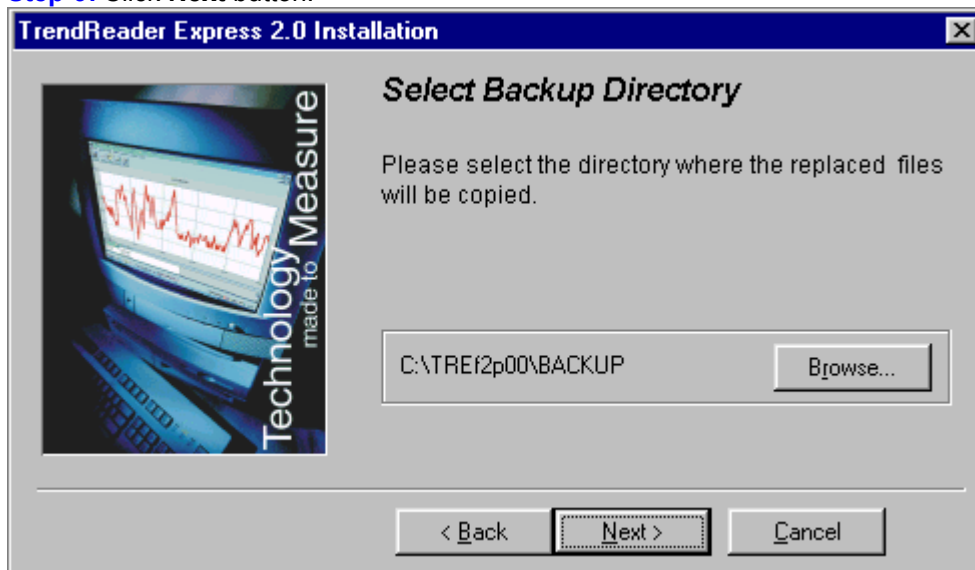 TrendReader Express 2.0 Installation
Technology
made to Measure
Select Backup Directory
Please select the directory where the replaced files
will be copied.
C:\TREf2p00\BACKUP
Browse...
< Back
Next >
Cancel